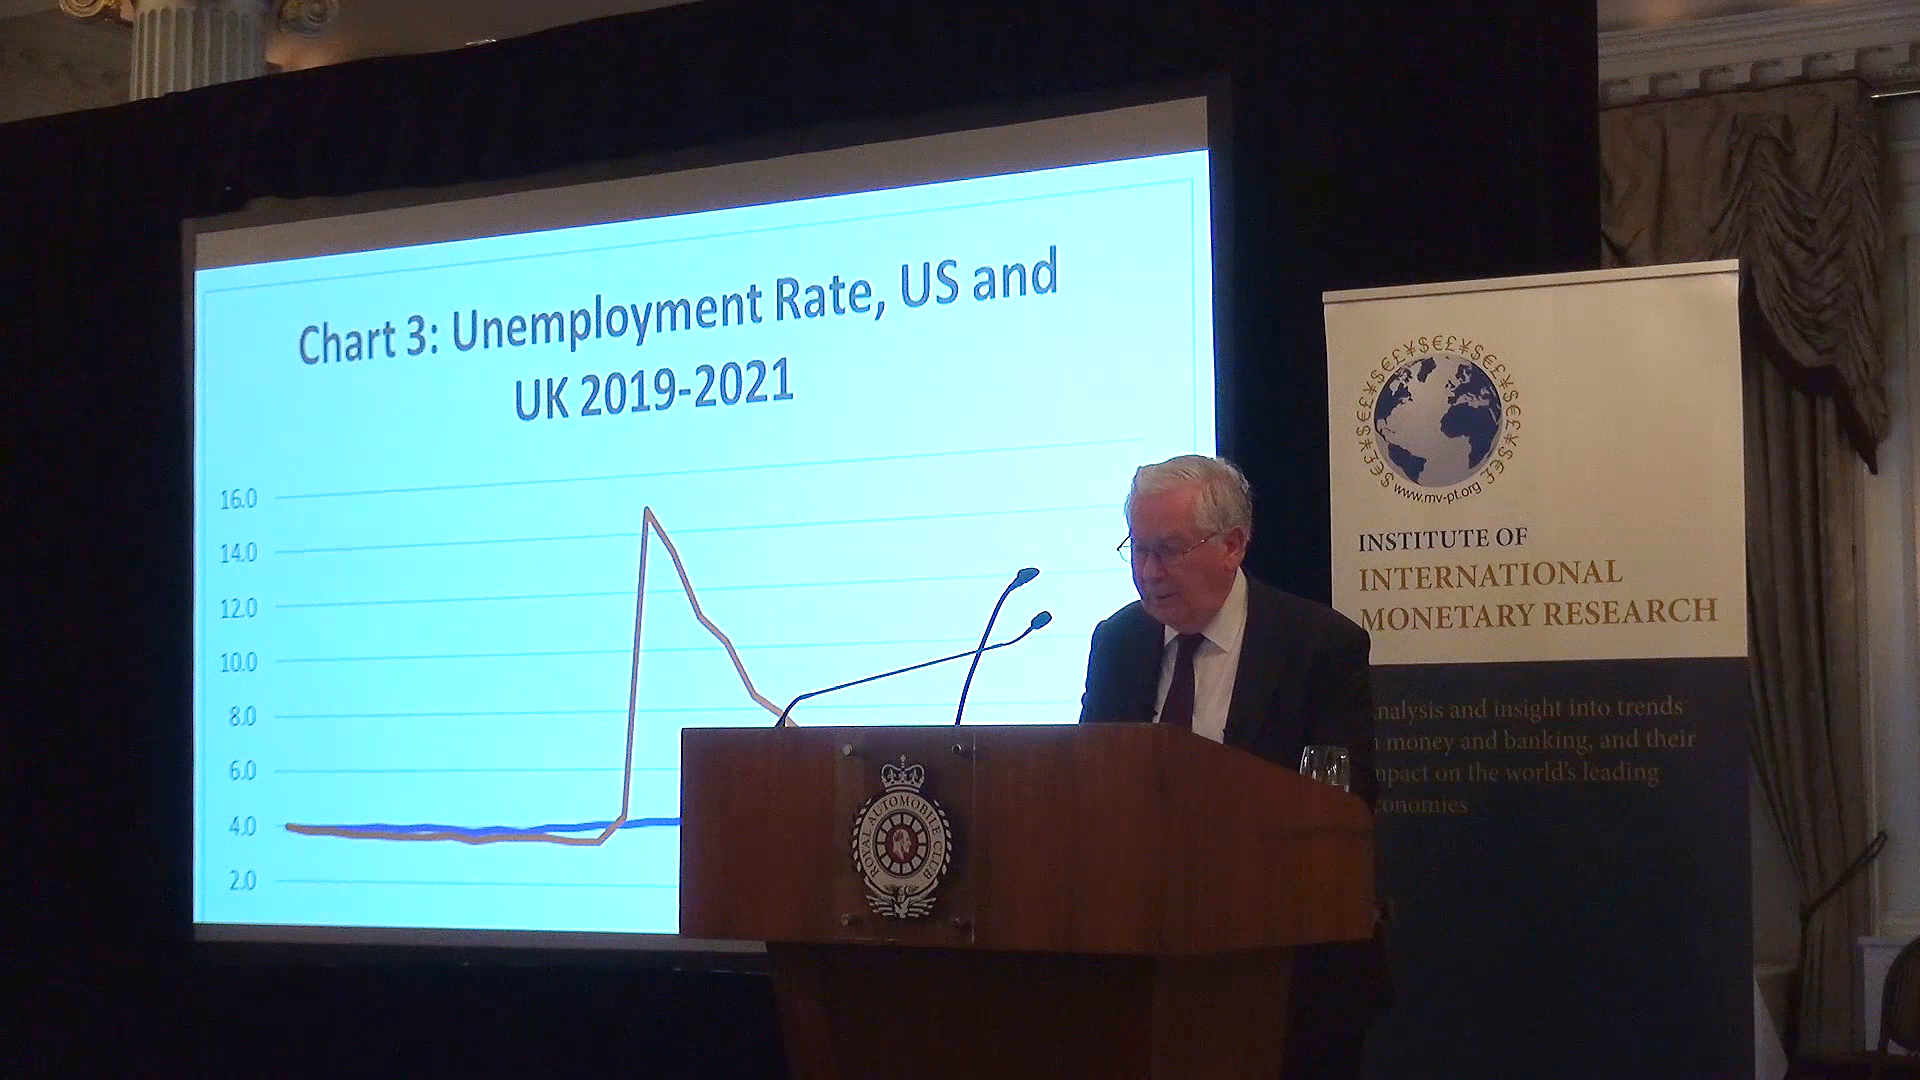 Chart 3: Unemployment Rate, US and
UK 2019-2021
16.0
14.0
12.0
10.0
8.0
6.0
4.0
2.0
ROYAL AUTOMOBILE CLUB
www.mv-pt.org
INSTITUTE OF
INTERNATIONAL
MONETARY RESEARCH
nalysis and insight into trends
money and banking, and their
npact on the world's leading
conomies